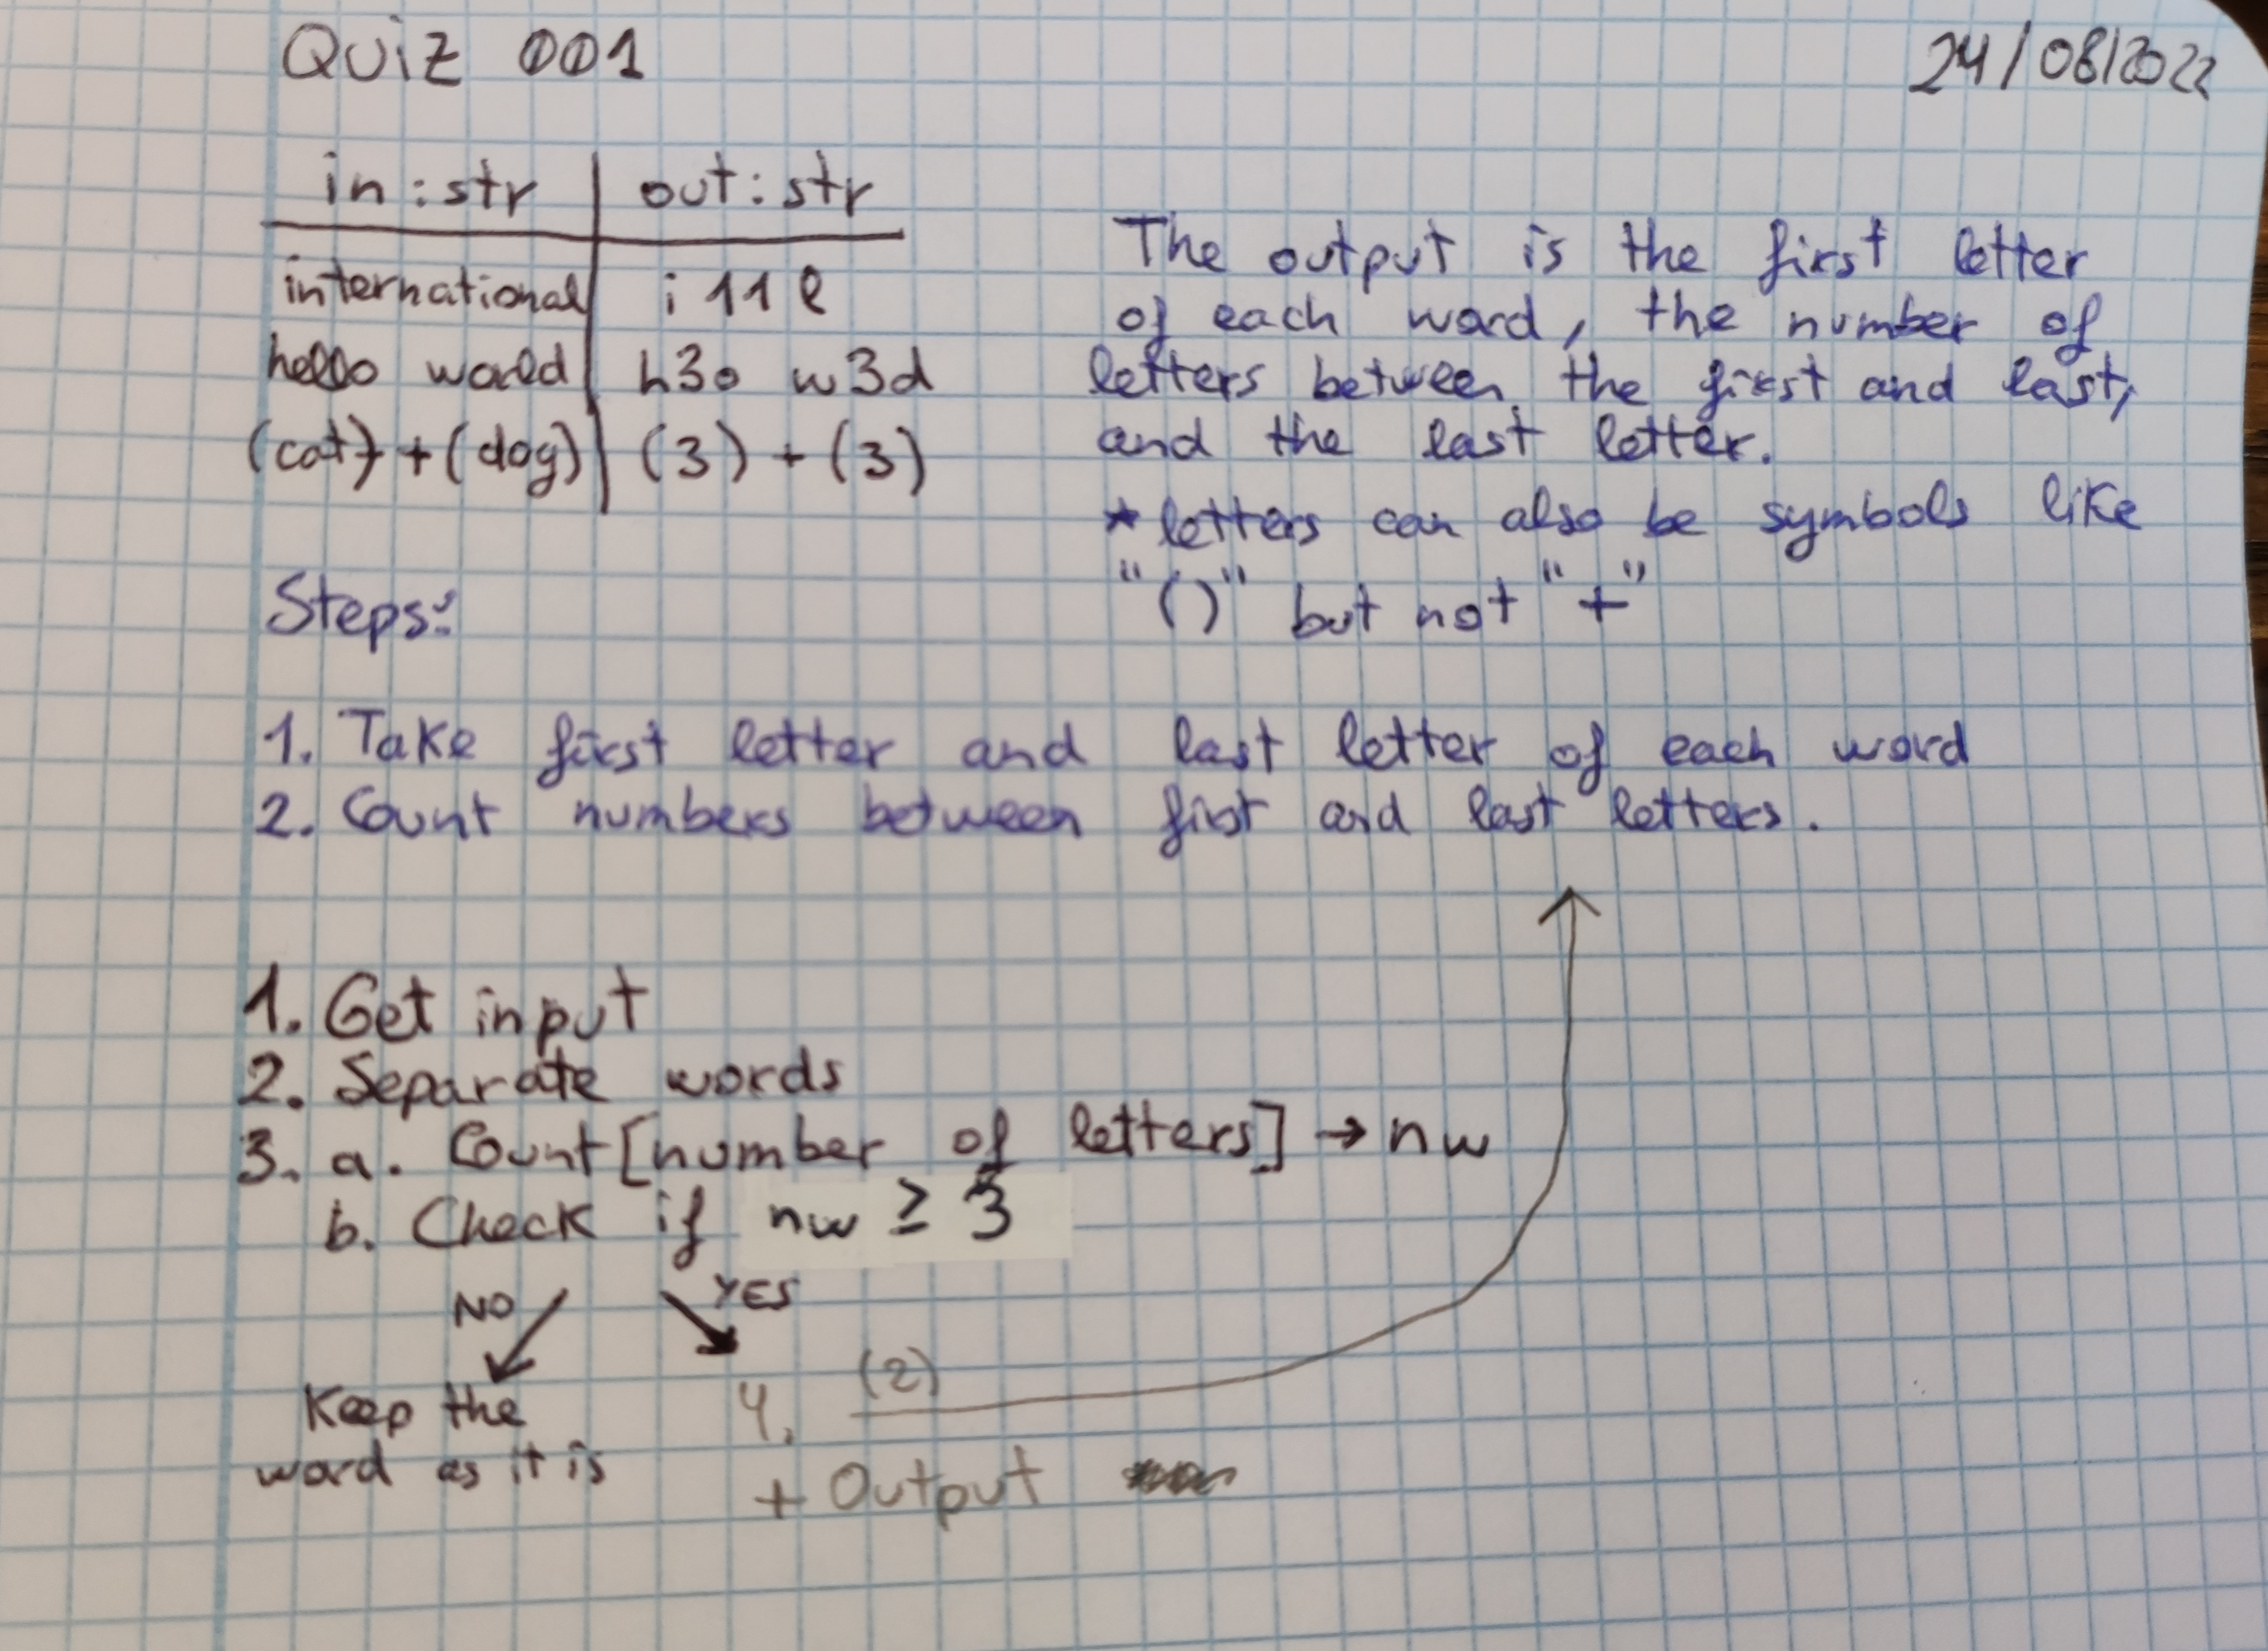 Quiz 001
24/08/2022
in : str | out : str
international | i 11 l
hello world | h3o w3d
(cat) + (dog) | (3) + (3)
The output is the first letter
of each word, the number of
letters between the first and last,
and the last letter.
* letters can also be symbols like
"()" but not "+"
Steps:
1. Take first letter and last letter of each word
2. Count numbers between first and last letters.
1. Get input
2. Separate words
3. a. Count [number of letters] → nw
b. Check if nw ≥ 3
NO YES
Keep the
word as it is
4. (2)
+ Output